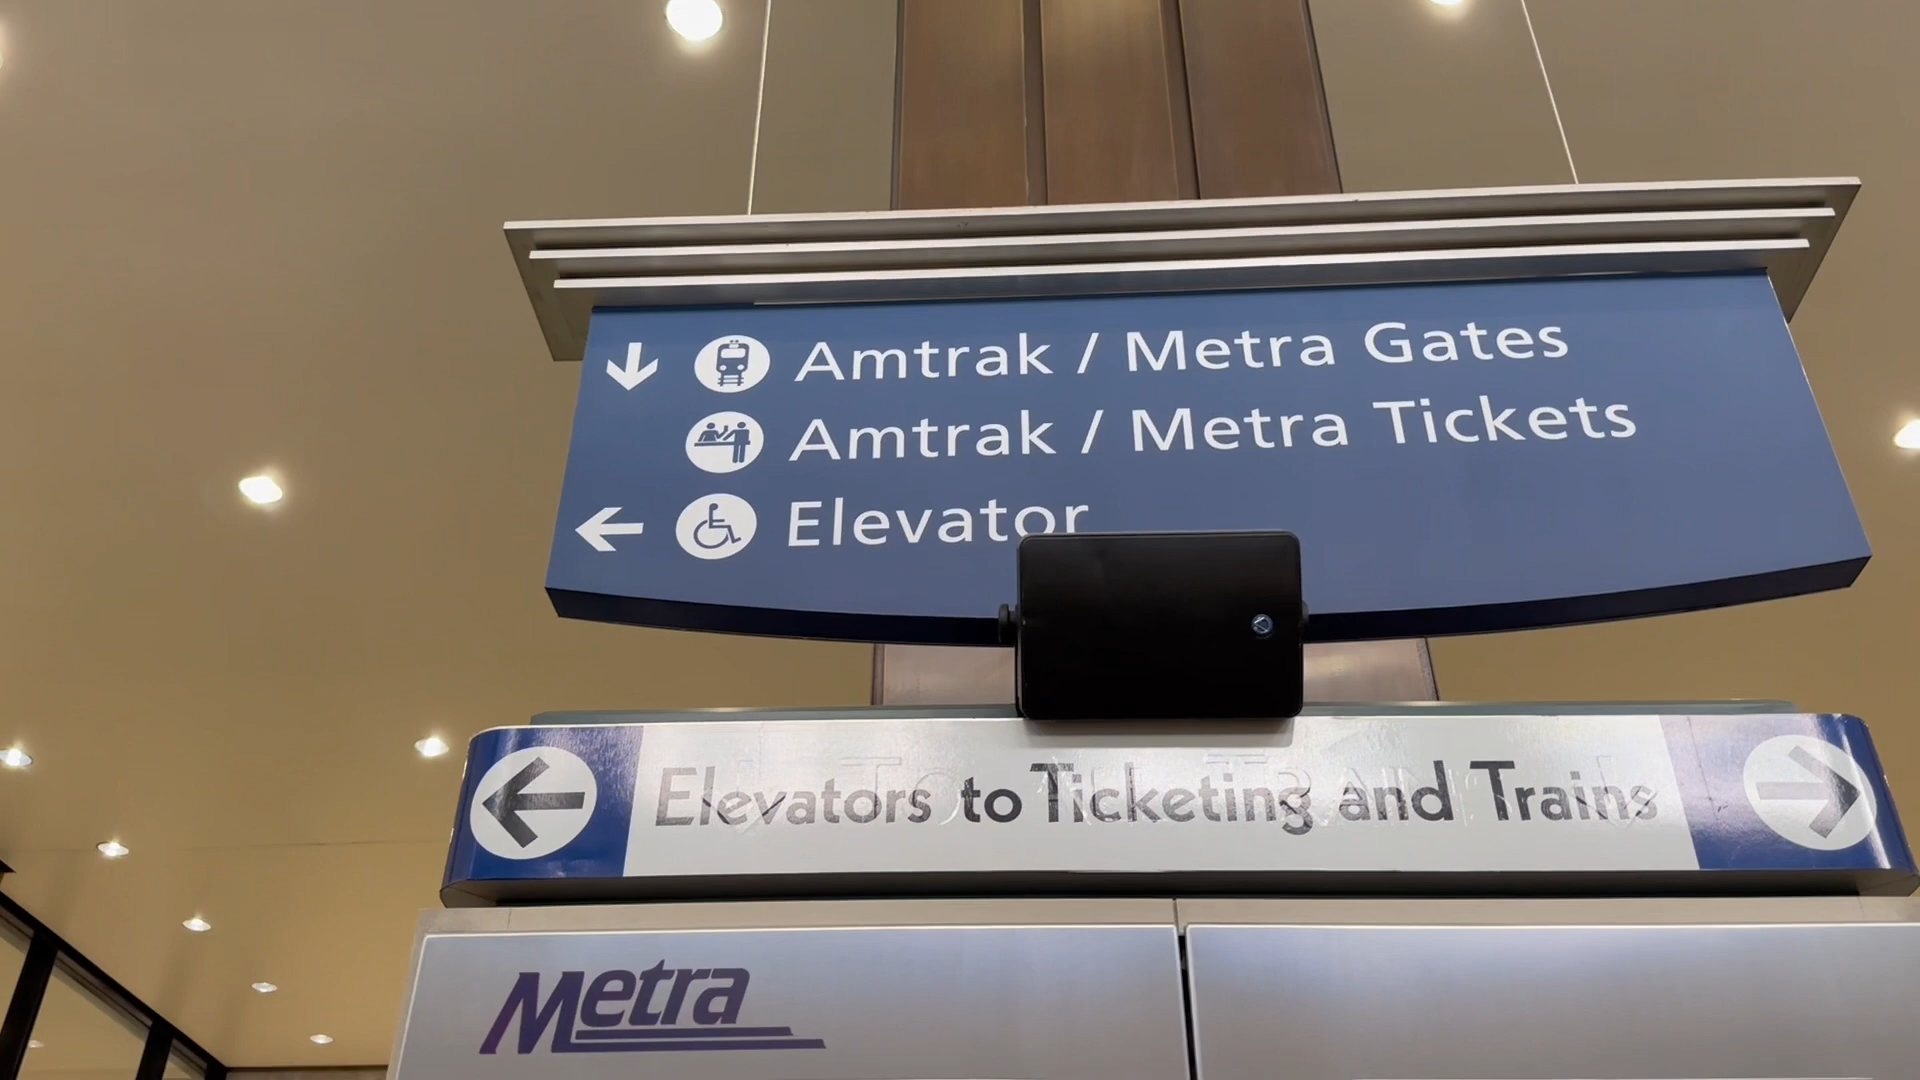 Amtrak / Metra Gates
Amtrak / Metra Tickets
Elevator
Elevators to Ticketing and Trains
Metra